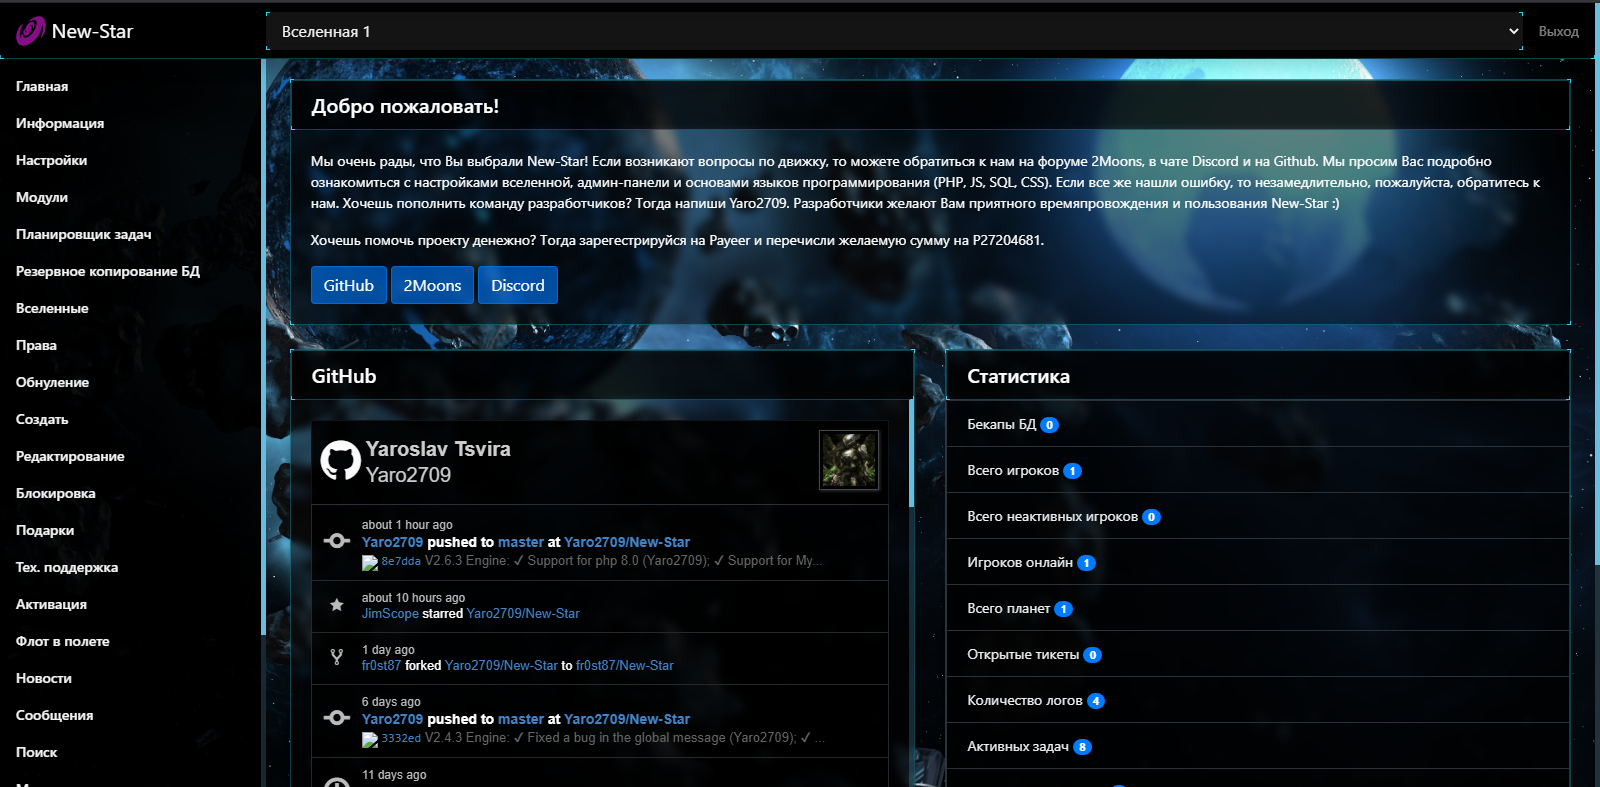 New-Star
Вселенная 1
Выход
Главная
Информация
Настройки
Модули
Планировщик задач
Резервное копирование БД
Вселенные
Права
Обнуление
Создать
Редактирование
Блокировка
Подарки
Тех. поддержка
Активация
Флот в полете
Новости
Сообщения
Поиск
Добро пожаловать!
Мы очень рады, что Вы выбрали New-Star! Если возникают вопросы по движку, то можете обратиться к нам на форуме 2Moons, в чате Discord и на Github. Мы просим Вас подробно
ознакомиться с настройками вселенной, админ-панели и основами языков программирования (PHP, JS, SQL, CSS). Если все же нашли ошибку, то незамедлительно, пожалуйста, обратитесь к
нам. Хочешь пополнить команду разработчиков? Тогда напиши Yaro2709. Разработчики желают Вам приятного времяпровождения и пользования New-Star :)
Хочешь помочь проекту денежно? Тогда зарегестрируйся на Payeer и перечисли желаемую сумму на P27204681.
GitHub 2Moons Discord
GitHub
Yaroslav Tsvira
Yaro2709
about 1 hour ago
Yaro2709 pushed to master at Yaro2709/New-Star
8e7dda V2.6.3 Engine: ✓ Support for php 8.0 (Yaro2709); ✓ Support for My...
about 10 hours ago
JimScope starred Yaro2709/New-Star
1 day ago
fr0st87 forked Yaro2709/New-Star to fr0st87/New-Star
6 days ago
Yaro2709 pushed to master at Yaro2709/New-Star
3332ed V2.4.3 Engine: ✓ Fixed a bug in the global message (Yaro2709); ✓ ...
11 days ago
Статистика
Бекапы БД 0
Всего игроков 1
Всего неактивных игроков 0
Игроков онлайн 1
Всего планет 1
Открытые тикеты 0
Количество логов 4
Активных задач 8